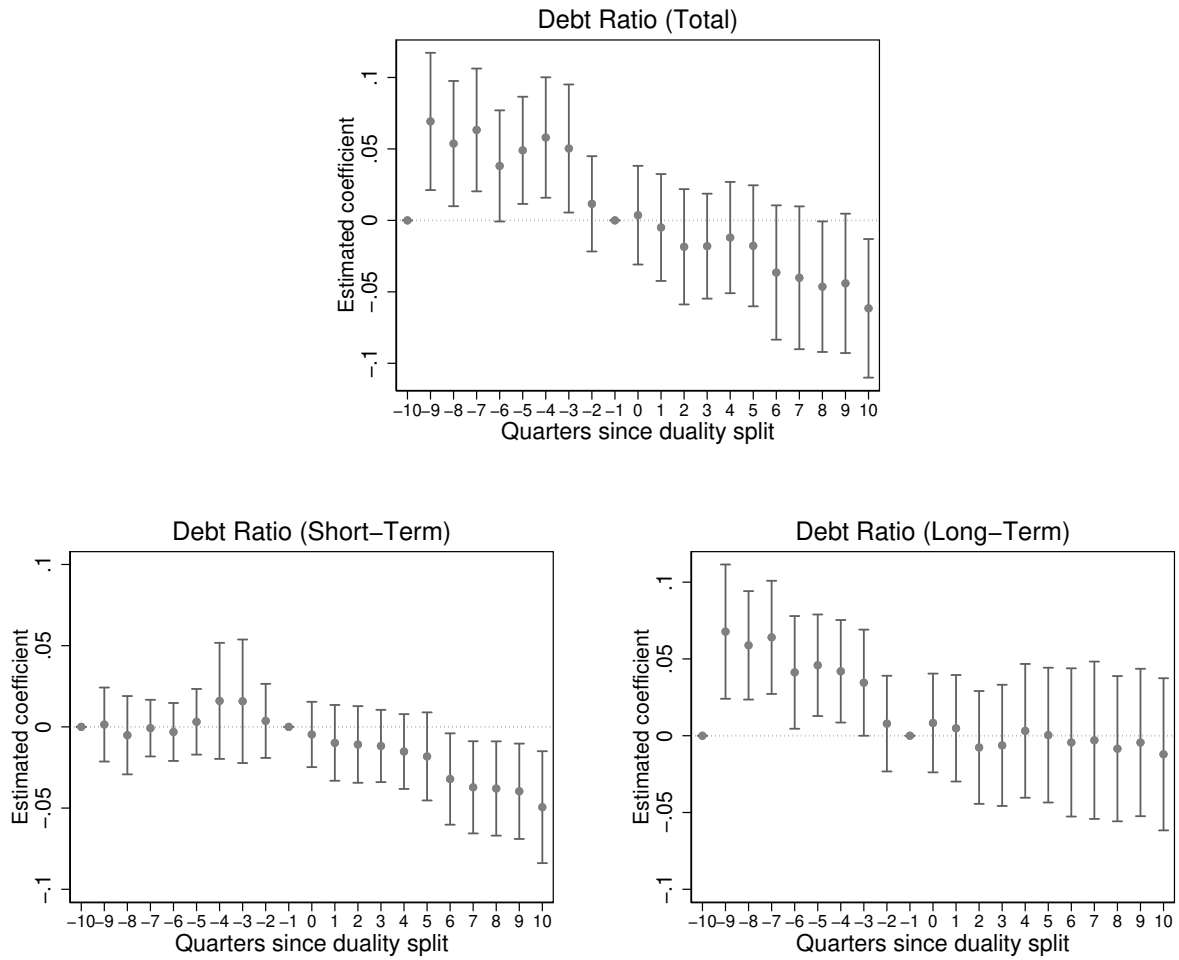 Debt Ratio (Total)
.1
.05
0
−.05
−.1
Estimated coefficient
−10 −9 −8 −7 −6 −5 −4 −3 −2 −1 0 1 2 3 4 5 6 7 8 9 10
Quarters since duality split
Debt Ratio (Short−Term)
.1
.05
0
−.05
−.1
Estimated coefficient
−10 −9 −8 −7 −6 −5 −4 −3 −2 −1 0 1 2 3 4 5 6 7 8 9 10
Quarters since duality split
Debt Ratio (Long−Term)
.1
.05
0
−.05
−.1
Estimated coefficient
−10 −9 −8 −7 −6 −5 −4 −3 −2 −1 0 1 2 3 4 5 6 7 8 9 10
Quarters since duality split